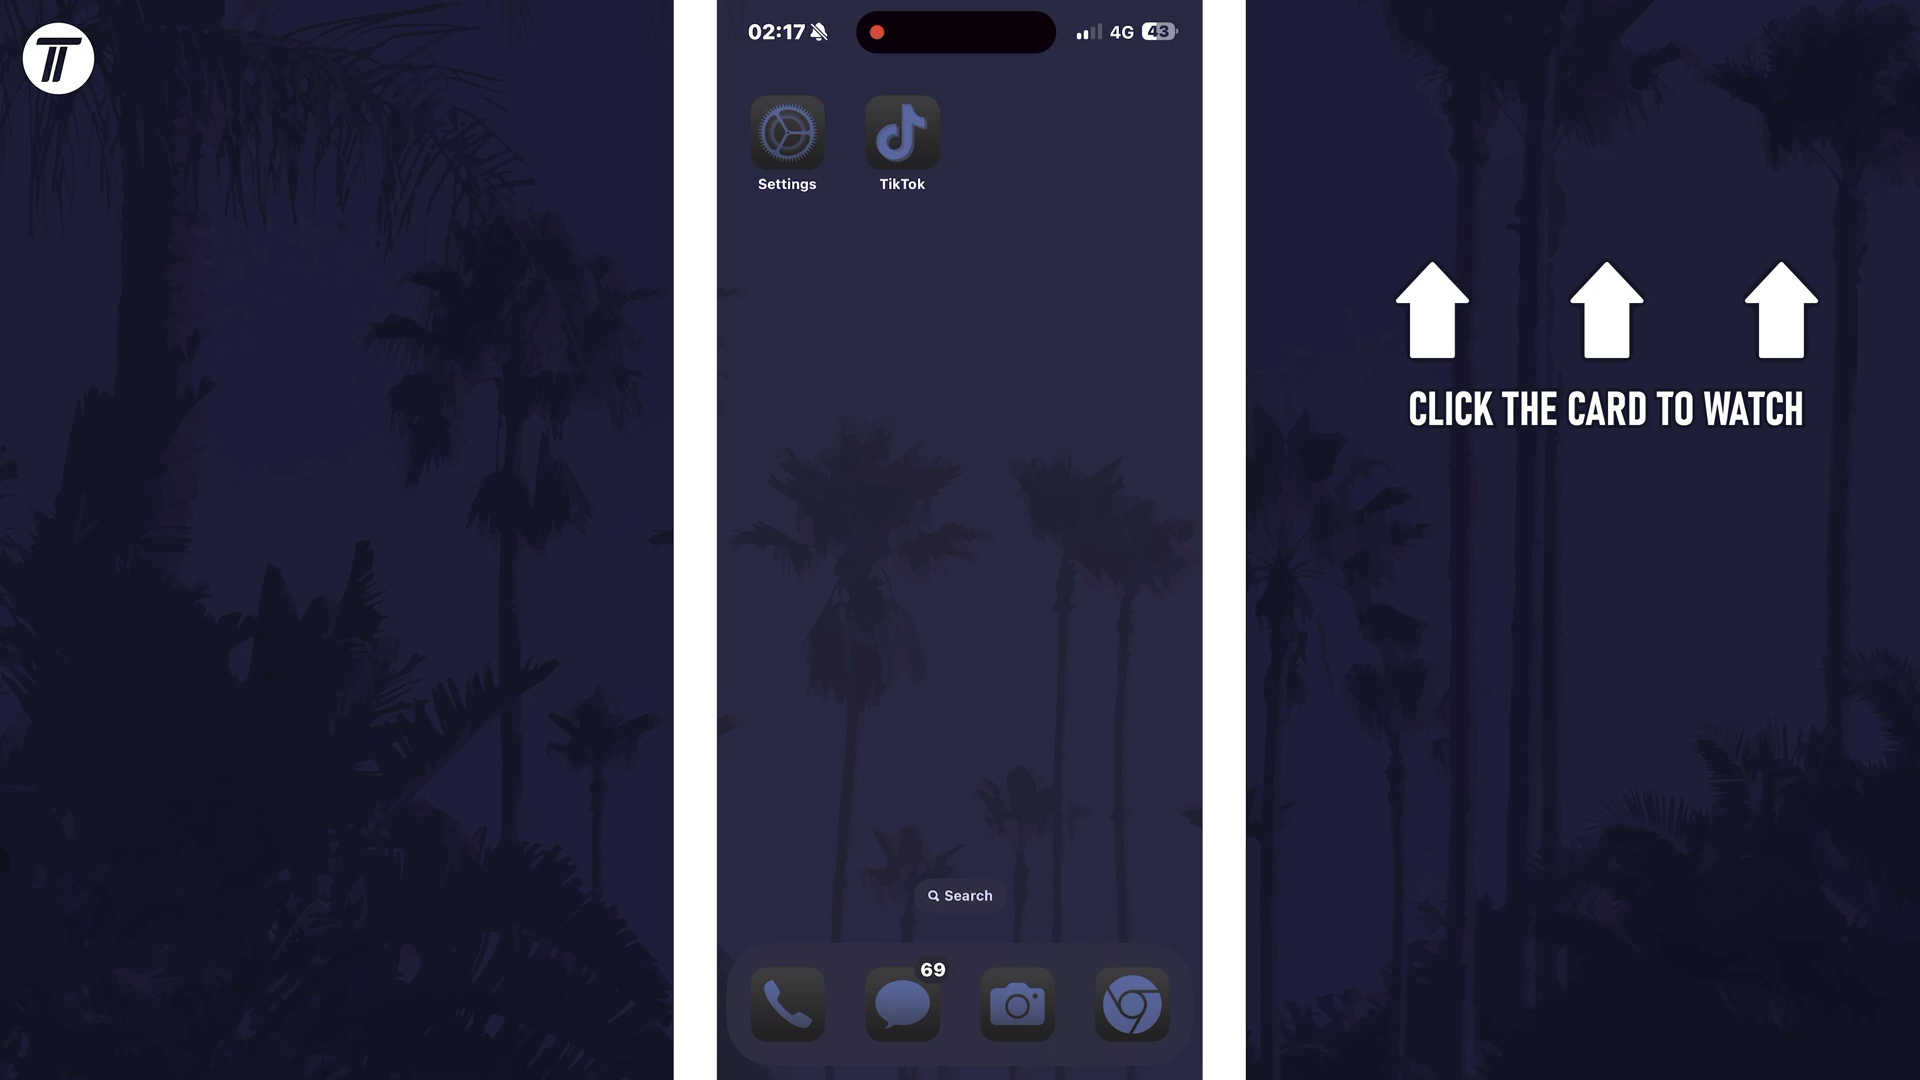 02:17
4G
43
Settings
TikTok
CLICK THE CARD TO WATCH
Search
69